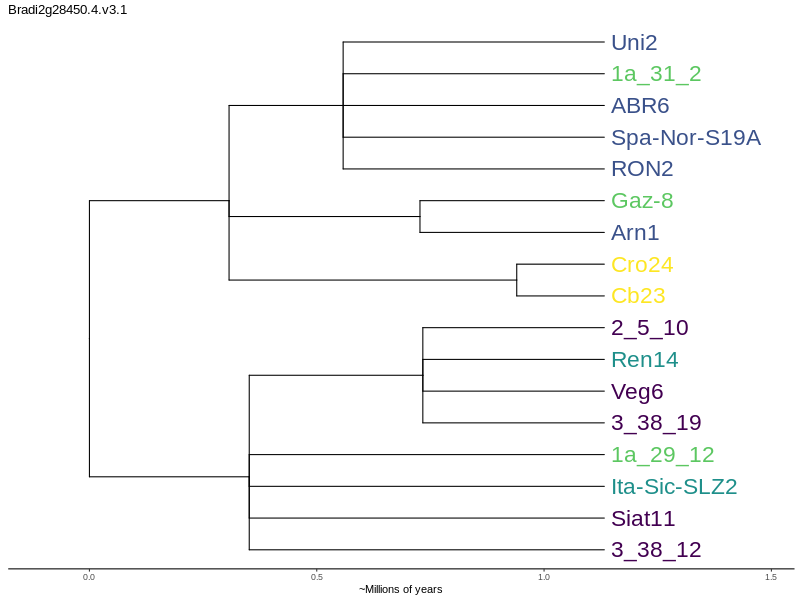 Bradi2g28450.4.v3.1
Uni2
1a_31_2
ABR6
Spa-Nor-S19A
RON2
Gaz-8
Arn1
Cro24
Cb23
2_5_10
Ren14
Veg6
3_38_19
1a_29_12
Ita-Sic-SLZ2
Siat11
3_38_12
0.0 0.5 1.0 1.5
~Millions of years